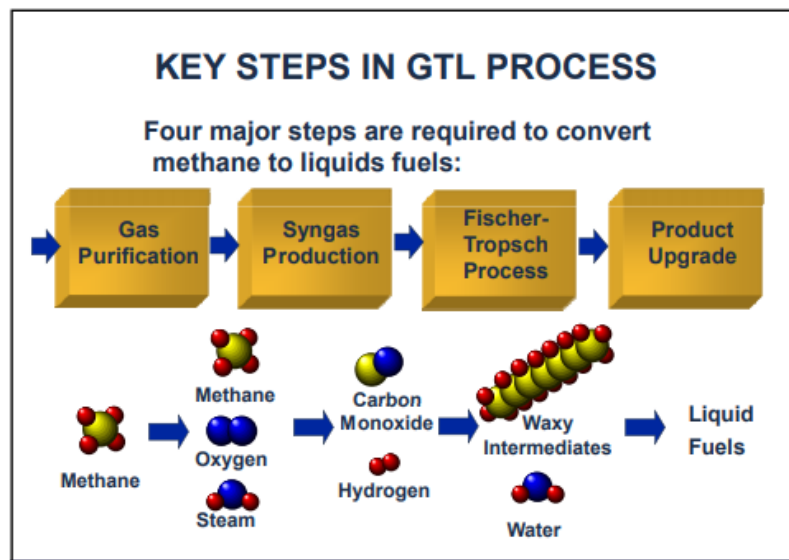 KEY STEPS IN GTL PROCESS
Four major steps are required to convert
methane to liquids fuels:
Gas
Purification
Syngas
Production
Fischer-
Tropsch
Process
Product
Upgrade
Methane
Methane
Oxygen
Steam
Carbon
Monoxide
Hydrogen
Waxy
Intermediates
Water
Liquid
Fuels